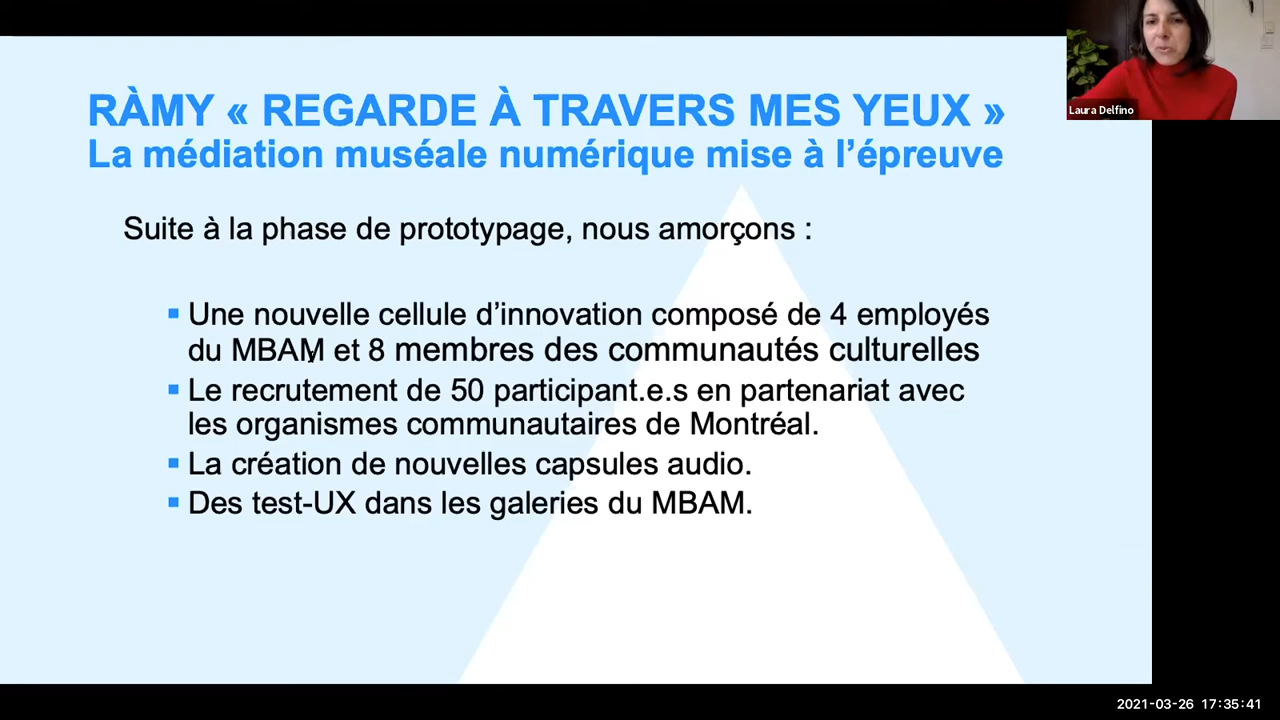 RÀMY « REGARDE À TRAVERS MES YEUX »
La médiation muséale numérique mise à l’épreuve
Suite à la phase de prototypage, nous amorçons :
▪ Une nouvelle cellule d’innovation composé de 4 employés
du MBAM et 8 membres des communautés culturelles
▪ Le recrutement de 50 participant.e.s en partenariat avec
les organismes communautaires de Montréal.
▪ La création de nouvelles capsules audio.
▪ Des test-UX dans les galeries du MBAM.
Laura Delfino
2021-03-26 17:35:41